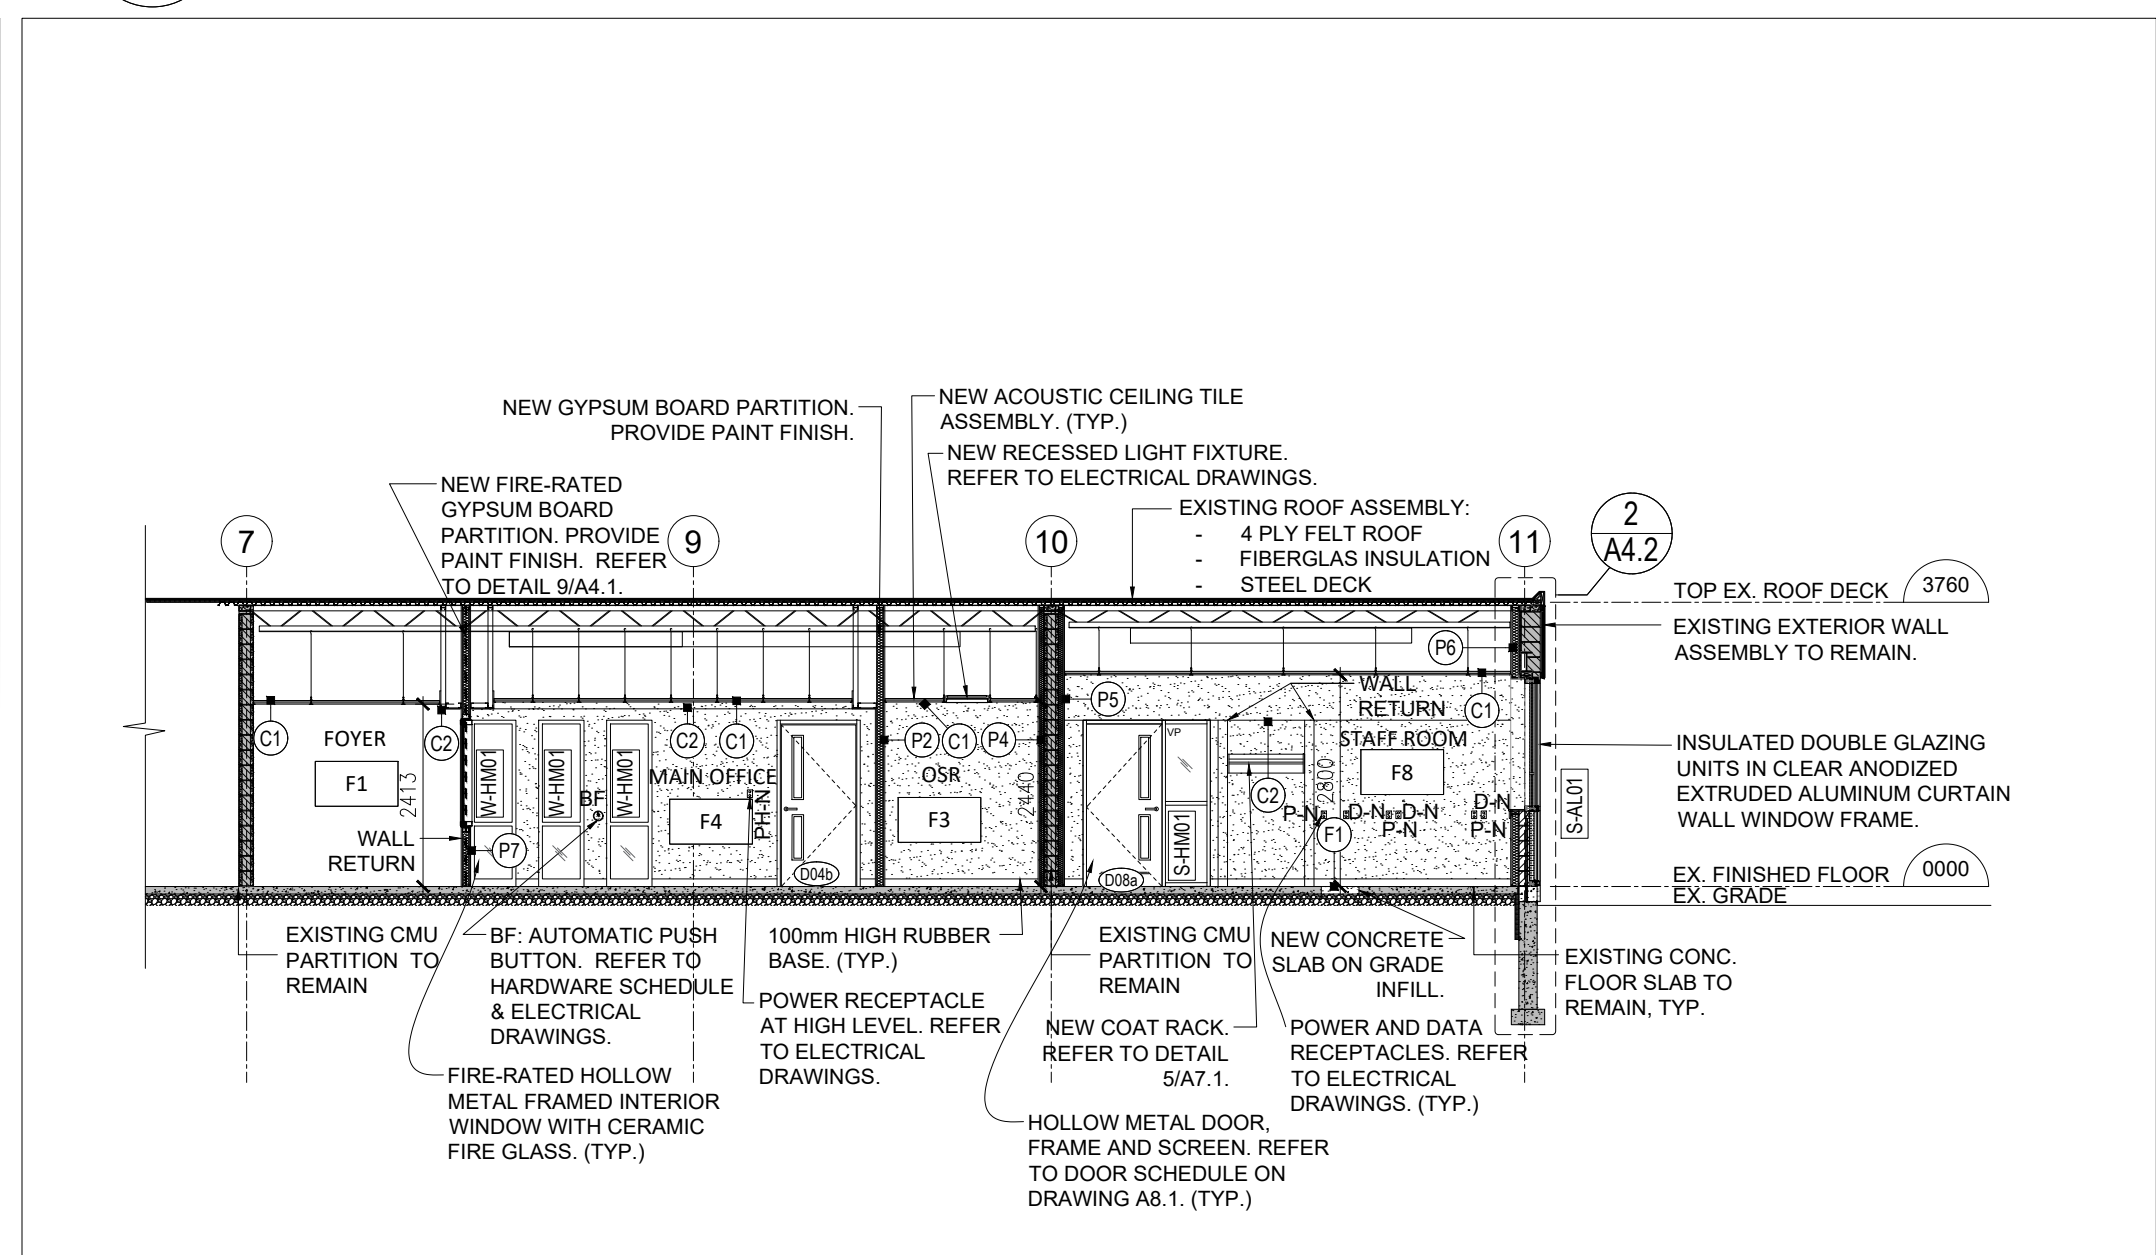 NEW GYPSUM BOARD PARTITION.
PROVIDE PAINT FINISH.
NEW ACOUSTIC CEILING TILE
ASSEMBLY. (TYP.)
NEW RECESSED LIGHT FIXTURE.
REFER TO ELECTRICAL DRAWINGS.
NEW FIRE-RATED
GYPSUM BOARD
PARTITION. PROVIDE
PAINT FINISH. REFER
TO DETAIL 9/A4.1.
EXISTING ROOF ASSEMBLY:
- 4 PLY FELT ROOF
- FIBERGLAS INSULATION
- STEEL DECK
7
9
10
11
2
A4.2
TOP EX. ROOF DECK 3760
EXISTING EXTERIOR WALL
ASSEMBLY TO REMAIN.
P6
P5
WALL
RETURN
C1
C1
FOYER
F1
2413
C2
WALL
RETURN
W-HM01
W-HM01
W-HM01
BF
P7
C2
C1
MAIN OFFICE
F4
PH-N
D04b
P2
C1
P4
OSR
F3
2440
VP
D08a
S-HM01
C2
STAFF ROOM
F8
2800
P-N
D-N
D-N
P-N
D-N
P-N
F1
S-AL01
INSULATED DOUBLE GLAZING
UNITS IN CLEAR ANODIZED
EXTRUDED ALUMINUM CURTAIN
WALL WINDOW FRAME.
EX. FINISHED FLOOR 0000
EX. GRADE
EXISTING CMU
PARTITION TO
REMAIN
BF: AUTOMATIC PUSH
BUTTON. REFER TO
HARDWARE SCHEDULE
& ELECTRICAL
DRAWINGS.
100mm HIGH RUBBER
BASE. (TYP.)
POWER RECEPTACLE
AT HIGH LEVEL. REFER
TO ELECTRICAL
DRAWINGS.
EXISTING CMU
PARTITION TO
REMAIN
NEW CONCRETE
SLAB ON GRADE
INFILL.
EXISTING CONC.
FLOOR SLAB TO
REMAIN, TYP.
NEW COAT RACK.
REFER TO DETAIL
5/A7.1.
POWER AND DATA
RECEPTACLES. REFER
TO ELECTRICAL
DRAWINGS. (TYP.)
FIRE-RATED HOLLOW
METAL FRAMED INTERIOR
WINDOW WITH CERAMIC
FIRE GLASS. (TYP.)
HOLLOW METAL DOOR,
FRAME AND SCREEN. REFER
TO DOOR SCHEDULE ON
DRAWING A8.1. (TYP.)